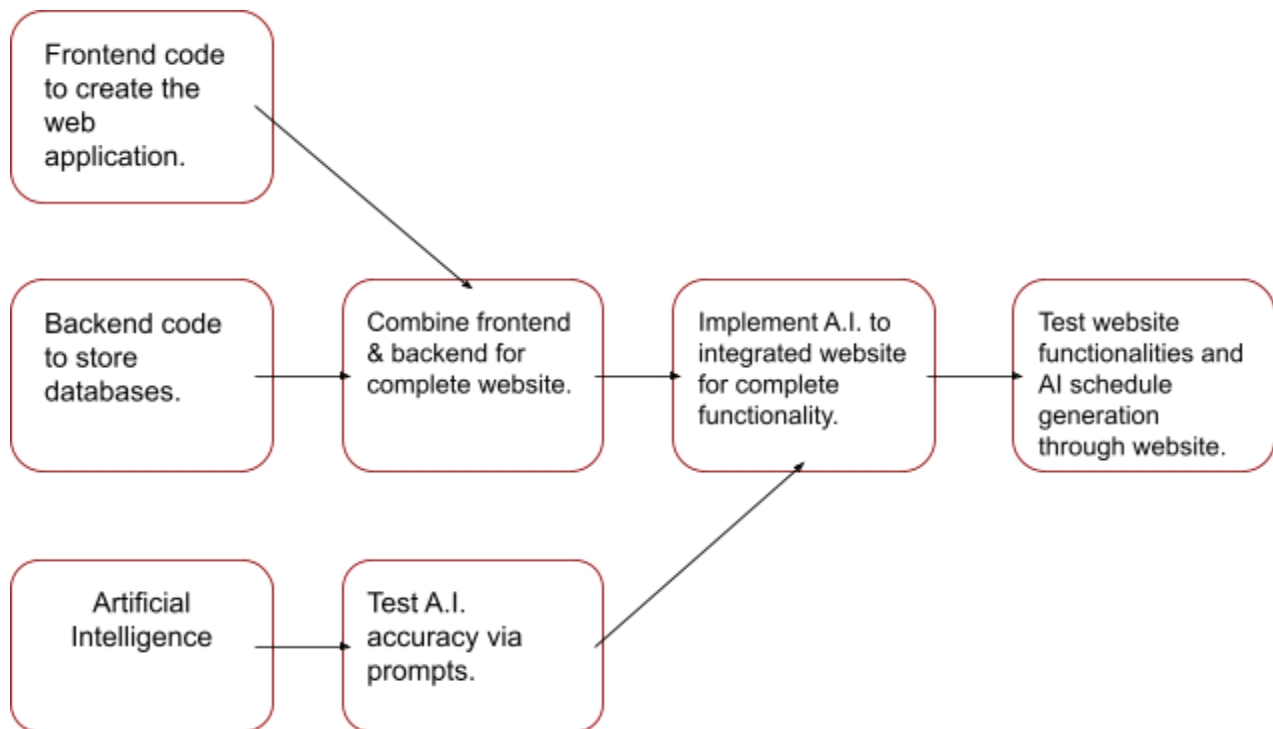 Frontend code
to create the
web
application.
Backend code
to store
databases.
Combine frontend
& backend for
complete website.
Implement A.I. to
integrated website
for complete
functionality.
Test website
functionalities and
AI schedule
generation
through website.
Artificial
Intelligence
Test A.I.
accuracy via
prompts.